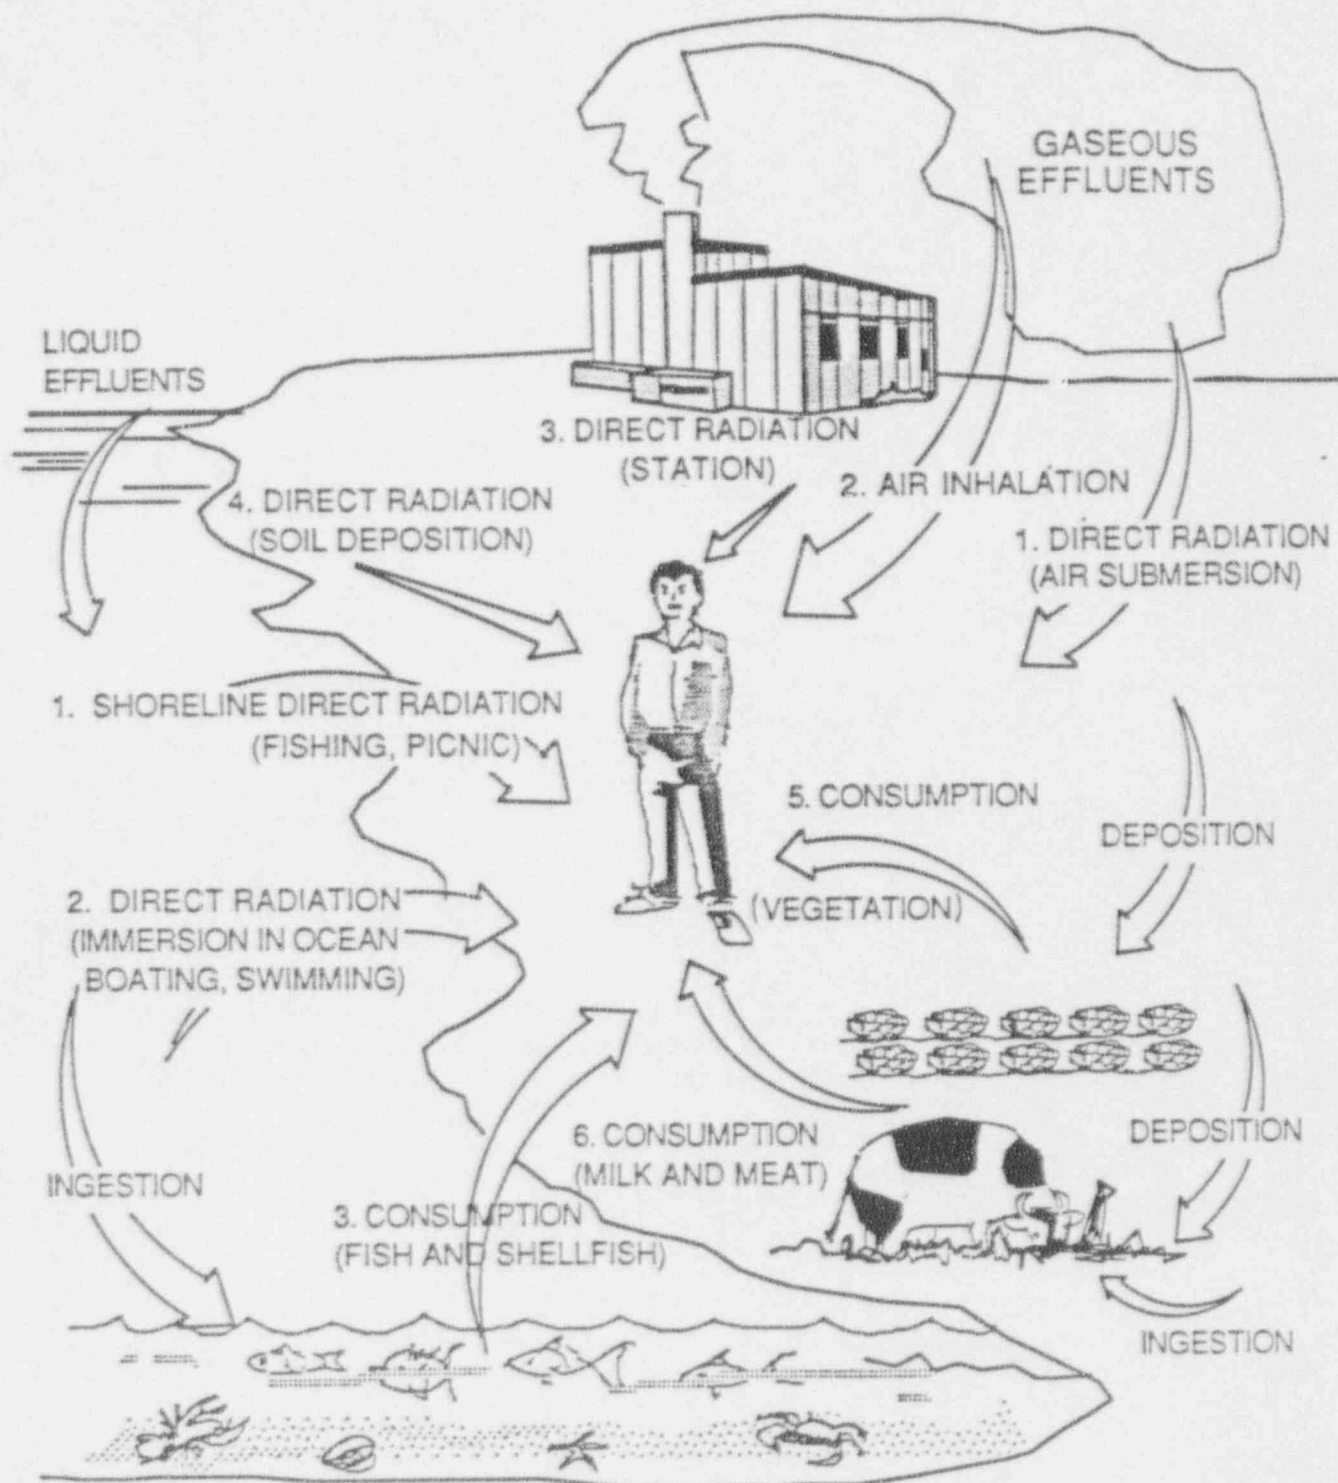 GASEOUS
EFFLUENTS
LIQUID
EFFLUENTS
3. DIRECT RADIATION
(STATION)
2. AIR INHALATION
4. DIRECT RADIATION
(SOIL DEPOSITION)
1. DIRECT RADIATION
(AIR SUBMERSION)
1. SHORELINE DIRECT RADIATION
(FISHING, PICNIC)
5. CONSUMPTION
DEPOSITION
2. DIRECT RADIATION
(IMMERSION IN OCEAN
BOATING, SWIMMING)
(VEGETATION)
6. CONSUMPTION
(MILK AND MEAT)
DEPOSITION
INGESTION
3. CONSUMPTION
(FISH AND SHELLFISH)
INGESTION